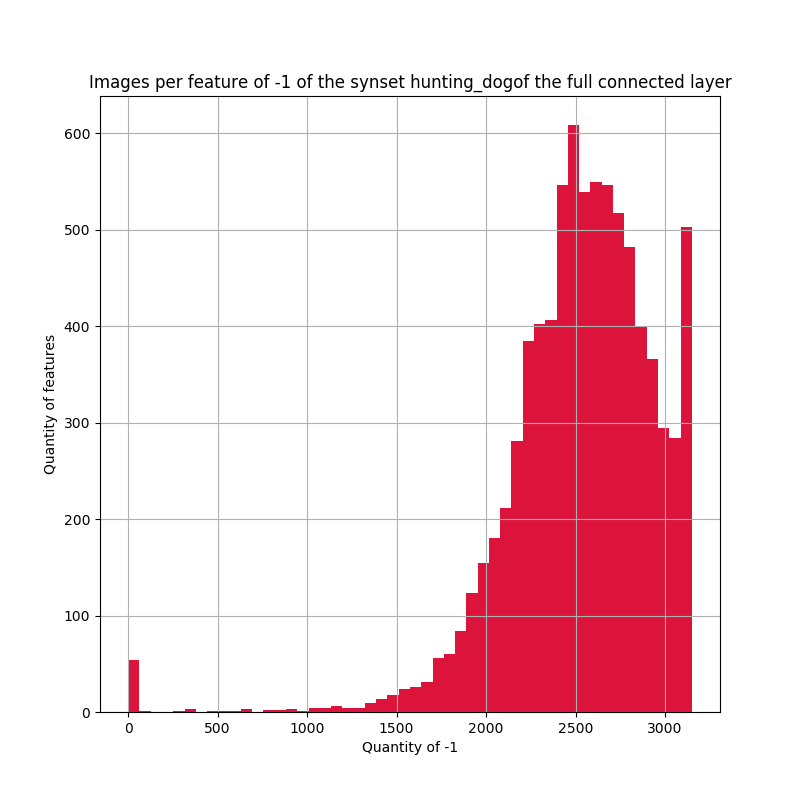 Images per feature of -1 of the synset hunting_dogof the full connected layer
600
500
400
300
200
100
0
Quantity of features
0 500 1000 1500 2000 2500 3000
Quantity of -1